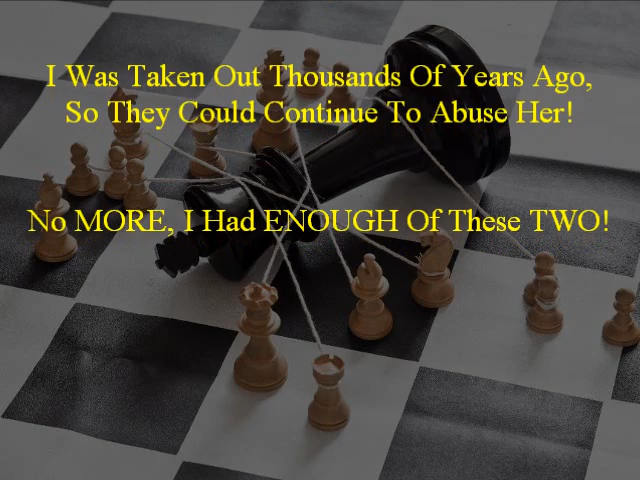 I Was Taken Out Thousands Of Years Ago,
So They Could Continue To Abuse Her!
No MORE, I Had ENOUGH Of These TWO!